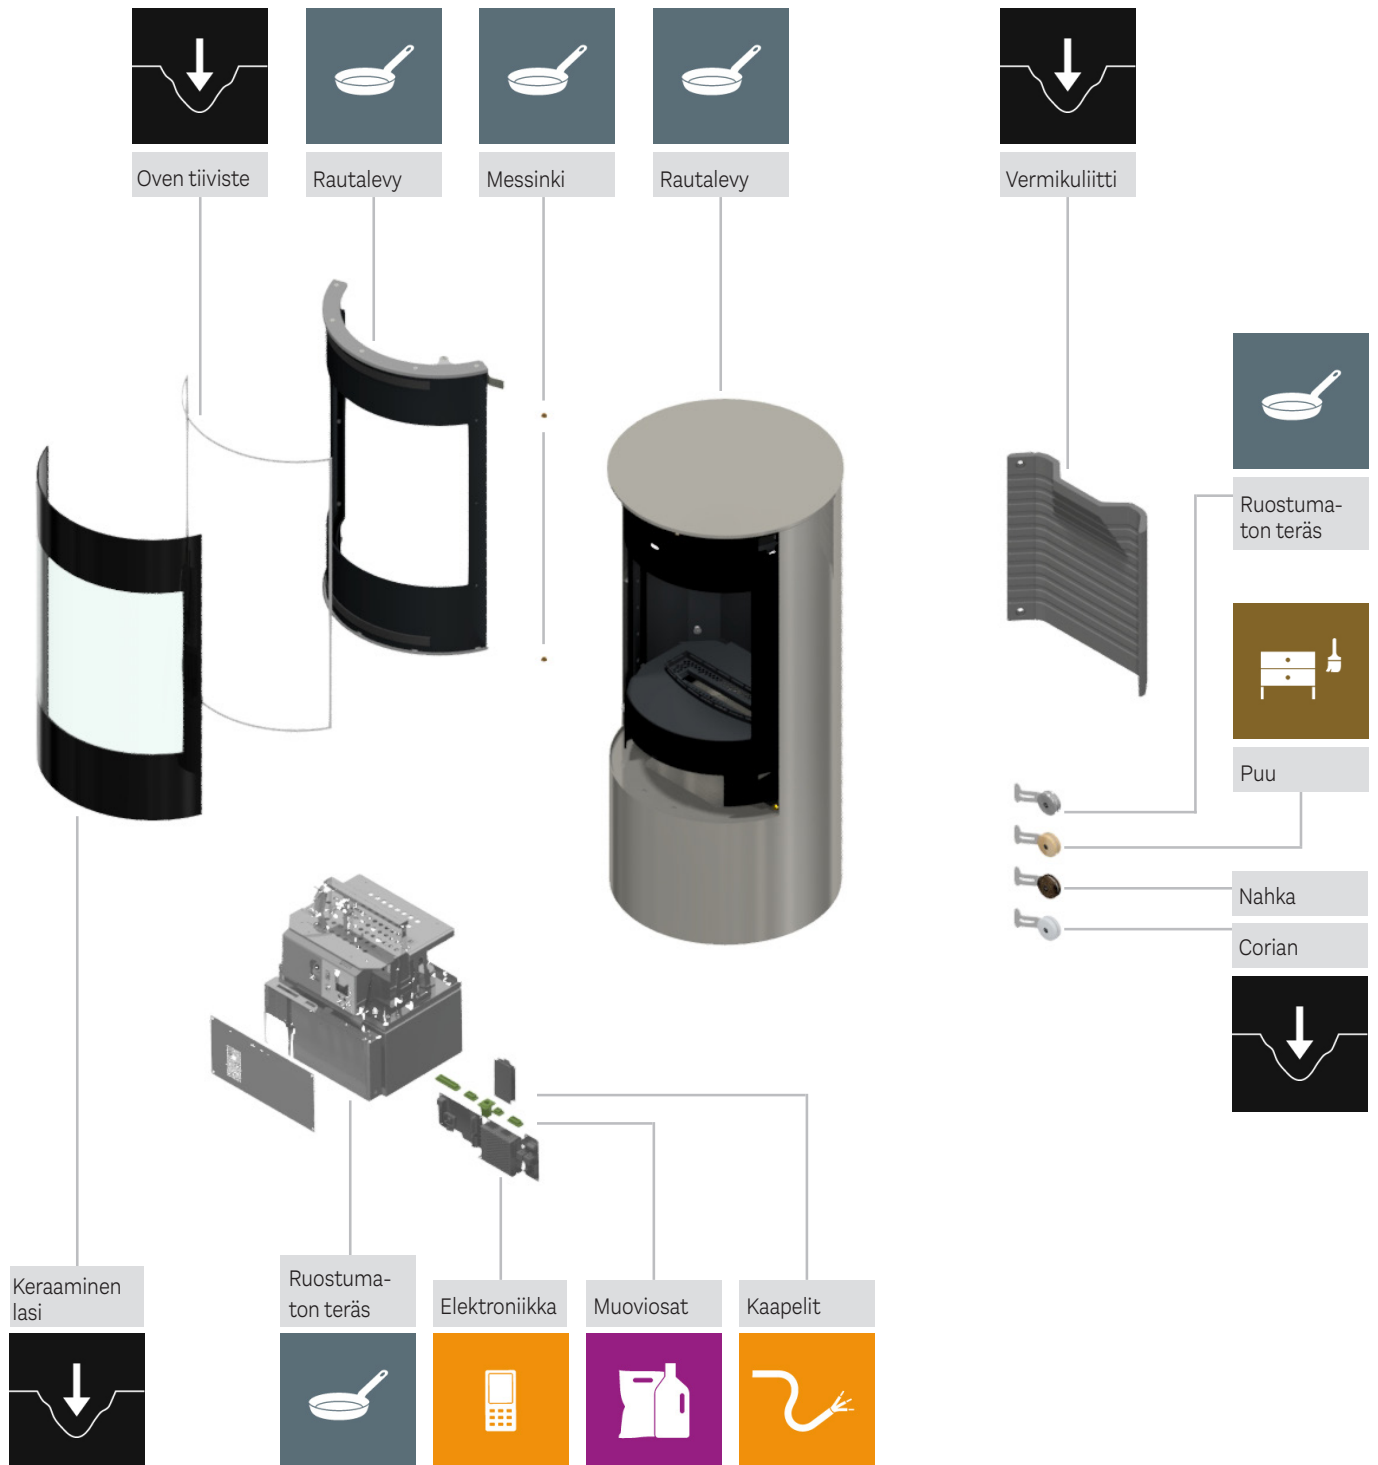 Oven tiiviste
Rautalevy
Messinki
Rautalevy
Vermikuliitti
Ruostuma-
ton teräs
Puu
Nahka
Corian
Keraaminen
lasi
Ruostuma-
ton teräs
Elektroniikka
Muoviosat
Kaapelit